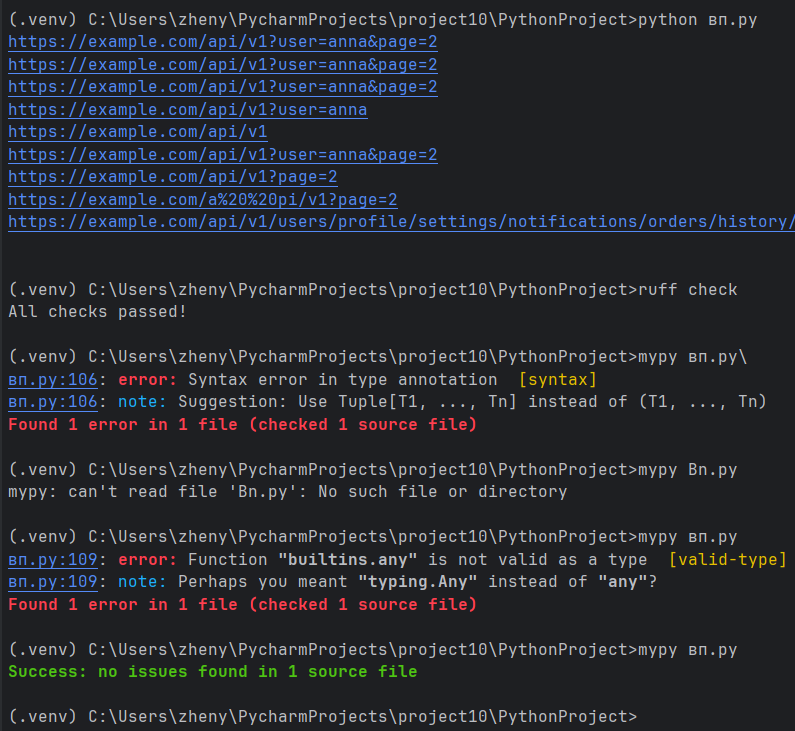 (.venv) C:\Users\zheny\PycharmProjects\project10\PythonProject>python вп.py
https://example.com/api/v1?user=anna&page=2
https://example.com/api/v1?user=anna&page=2
https://example.com/api/v1?user=anna&page=2
https://example.com/api/v1?user=anna
https://example.com/api/v1
https://example.com/api/v1?user=anna&page=2
https://example.com/api/v1?page=2
https://example.com/a%20%20pi/v1?page=2
https://example.com/api/v1/users/profile/settings/notifications/orders/history/
(.venv) C:\Users\zheny\PycharmProjects\project10\PythonProject>ruff check
All checks passed!
(.venv) C:\Users\zheny\PycharmProjects\project10\PythonProject>mypy вп.py\
вп.py:106: error: Syntax error in type annotation  [syntax]
вп.py:106: note: Suggestion: Use Tuple[T1, ..., Tn] instead of (T1, ..., Tn)
Found 1 error in 1 file (checked 1 source file)
(.venv) C:\Users\zheny\PycharmProjects\project10\PythonProject>mypy Вп.py
mypy: can't read file 'Вп.py': No such file or directory
(.venv) C:\Users\zheny\PycharmProjects\project10\PythonProject>mypy вп.py
вп.py:109: error: Function "builtins.any" is not valid as a type  [valid-type]
вп.py:109: note: Perhaps you meant "typing.Any" instead of "any"?
Found 1 error in 1 file (checked 1 source file)
(.venv) C:\Users\zheny\PycharmProjects\project10\PythonProject>mypy вп.py
Success: no issues found in 1 source file
(.venv) C:\Users\zheny\PycharmProjects\project10\PythonProject>